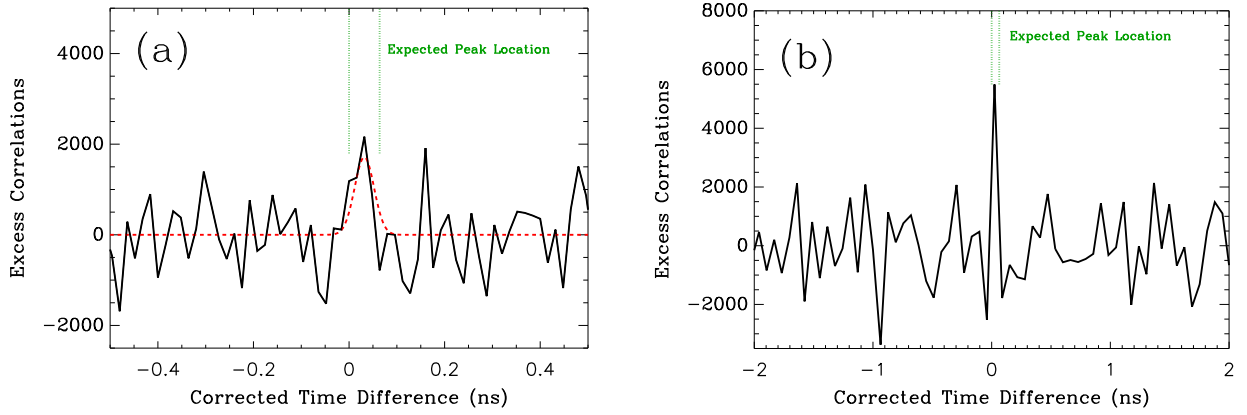 (a)
Expected Peak Location
Excess Correlations
4000
2000
0
−2000
−0.4
−0.2
0
0.2
0.4
Corrected Time Difference (ns)
(b)
Expected Peak Location
Excess Correlations
8000
6000
4000
2000
0
−2000
−2
−1
0
1
2
Corrected Time Difference (ns)